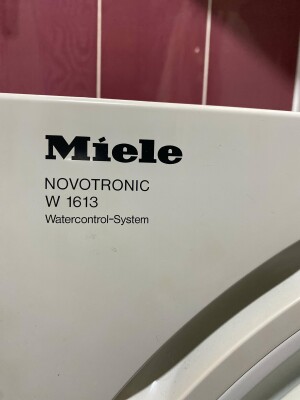 Miele
NOVOTRONIC
W 1613
Watercontrol-System